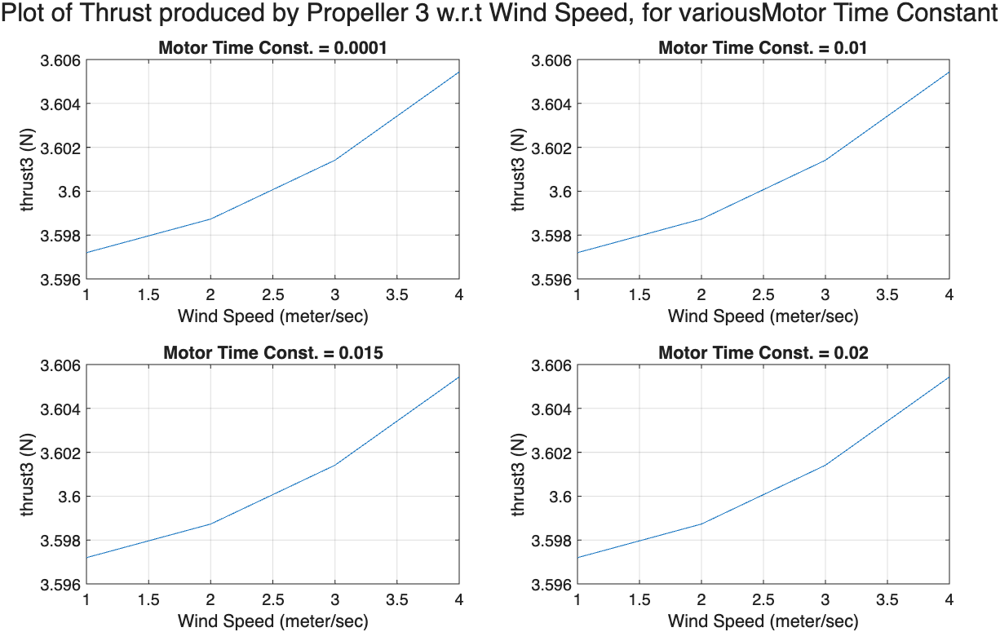 Plot of Thrust produced by Propeller 3 w.r.t Wind Speed, for variousMotor Time Constant
Motor Time Const. = 0.0001
3.606
3.604
3.602
3.6
3.598
3.596
thrust3 (N)
1 1.5 2 2.5 3 3.5 4
Wind Speed (meter/sec)
Motor Time Const. = 0.01
3.606
3.604
3.602
3.6
3.598
3.596
thrust3 (N)
1 1.5 2 2.5 3 3.5 4
Wind Speed (meter/sec)
Motor Time Const. = 0.015
3.606
3.604
3.602
3.6
3.598
3.596
thrust3 (N)
1 1.5 2 2.5 3 3.5 4
Wind Speed (meter/sec)
Motor Time Const. = 0.02
3.606
3.604
3.602
3.6
3.598
3.596
thrust3 (N)
1 1.5 2 2.5 3 3.5 4
Wind Speed (meter/sec)